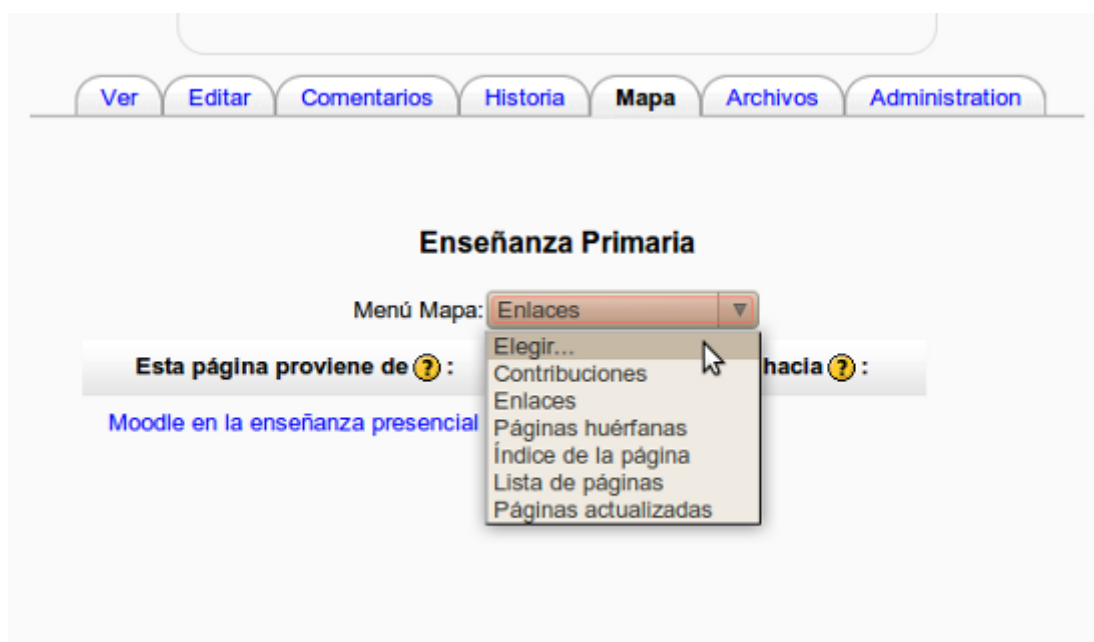 Ver Editar Comentarios Historia Mapa Archivos Administration
Enseñanza Primaria
Menú Mapa: Enlaces
Elegir...
Esta página proviene de ? : hacia ? :
Contribuciones
Enlaces
Moodle en la enseñanza presencial
Páginas huérfanas
Índice de la página
Lista de páginas
Páginas actualizadas